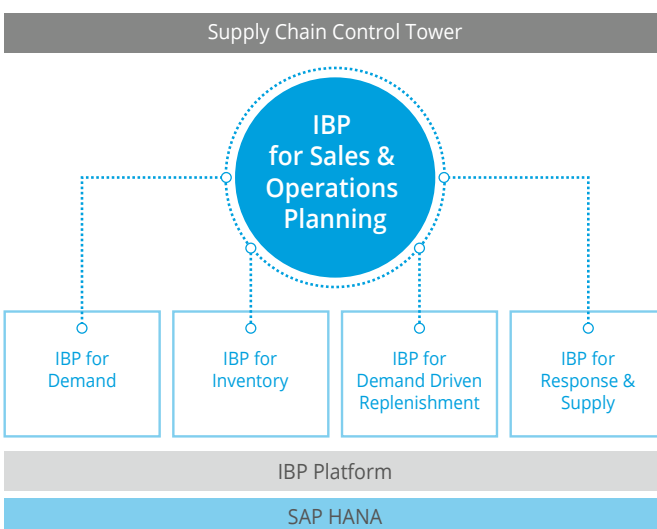 Supply Chain Control Tower
IBP
for Sales &
Operations
Planning
IBP for
Demand
IBP for
Inventory
IBP for
Demand Driven
Replenishment
IBP for
Response &
Supply
IBP Platform
SAP HANA